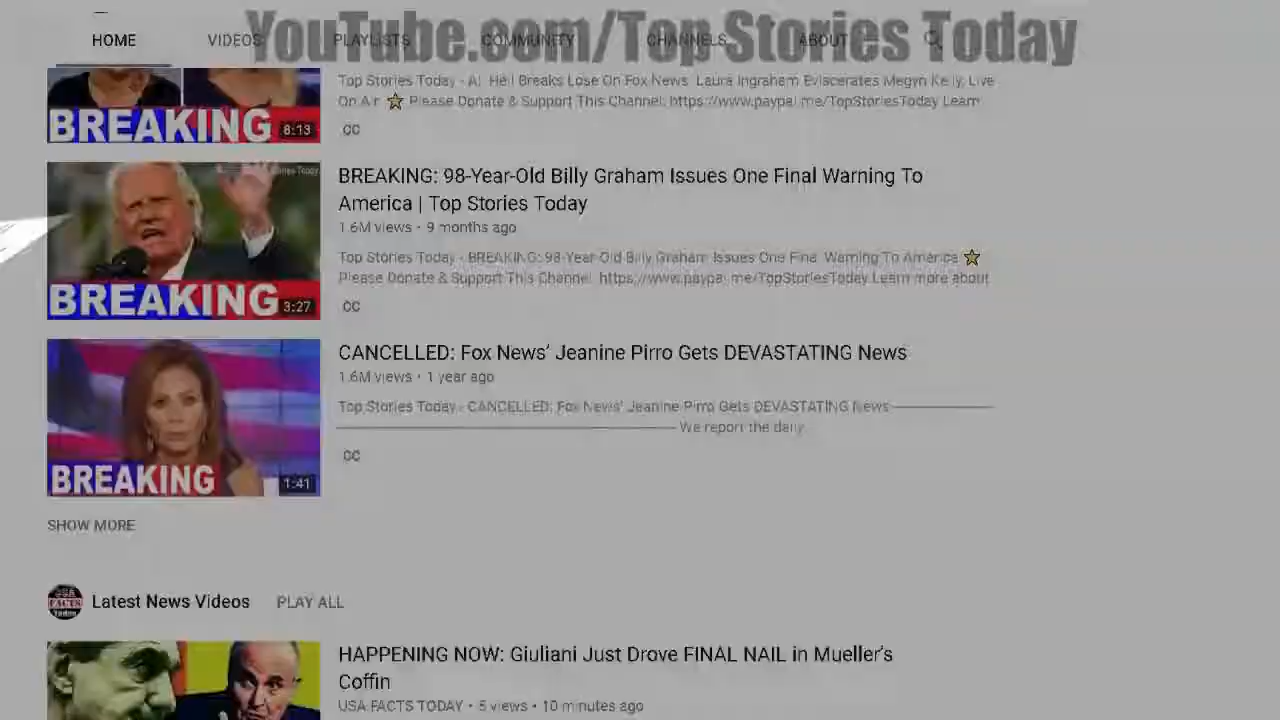 YouTube.com/Top Stories Today
HOME VIDEOS PLAYLISTS COMMUNITY CHANNELS ABOUT
Top Stories Today - All Hell Breaks Lose On Fox News. Laura Ingraham Eviscerates Megyn Kelly, Live
On Air ⭐ Please Donate & Support This Channel: https://www.paypal.me/TopStoriesToday Learn
BREAKING 8:13
CC
BREAKING: 98-Year-Old Billy Graham Issues One Final Warning To
America | Top Stories Today
1.6M views • 9 months ago
Top Stories Today - BREAKING: 98-Year-Old Billy Graham Issues One Final Warning To America ⭐
Please Donate & Support This Channel: https://www.paypal.me/TopStoriesToday Learn more about
BREAKING 3:27
CC
CANCELLED: Fox News’ Jeanine Pirro Gets DEVASTATING News
1.6M views • 1 year ago
Top Stories Today - CANCELLED: Fox News’ Jeanine Pirro Gets DEVASTATING News
We report the daily
CC
BREAKING 1:41
SHOW MORE
USA FACTS Today
Latest News Videos PLAY ALL
HAPPENING NOW: Giuliani Just Drove FINAL NAIL in Mueller’s
Coffin
USA FACTS TODAY • 5 views • 10 minutes ago